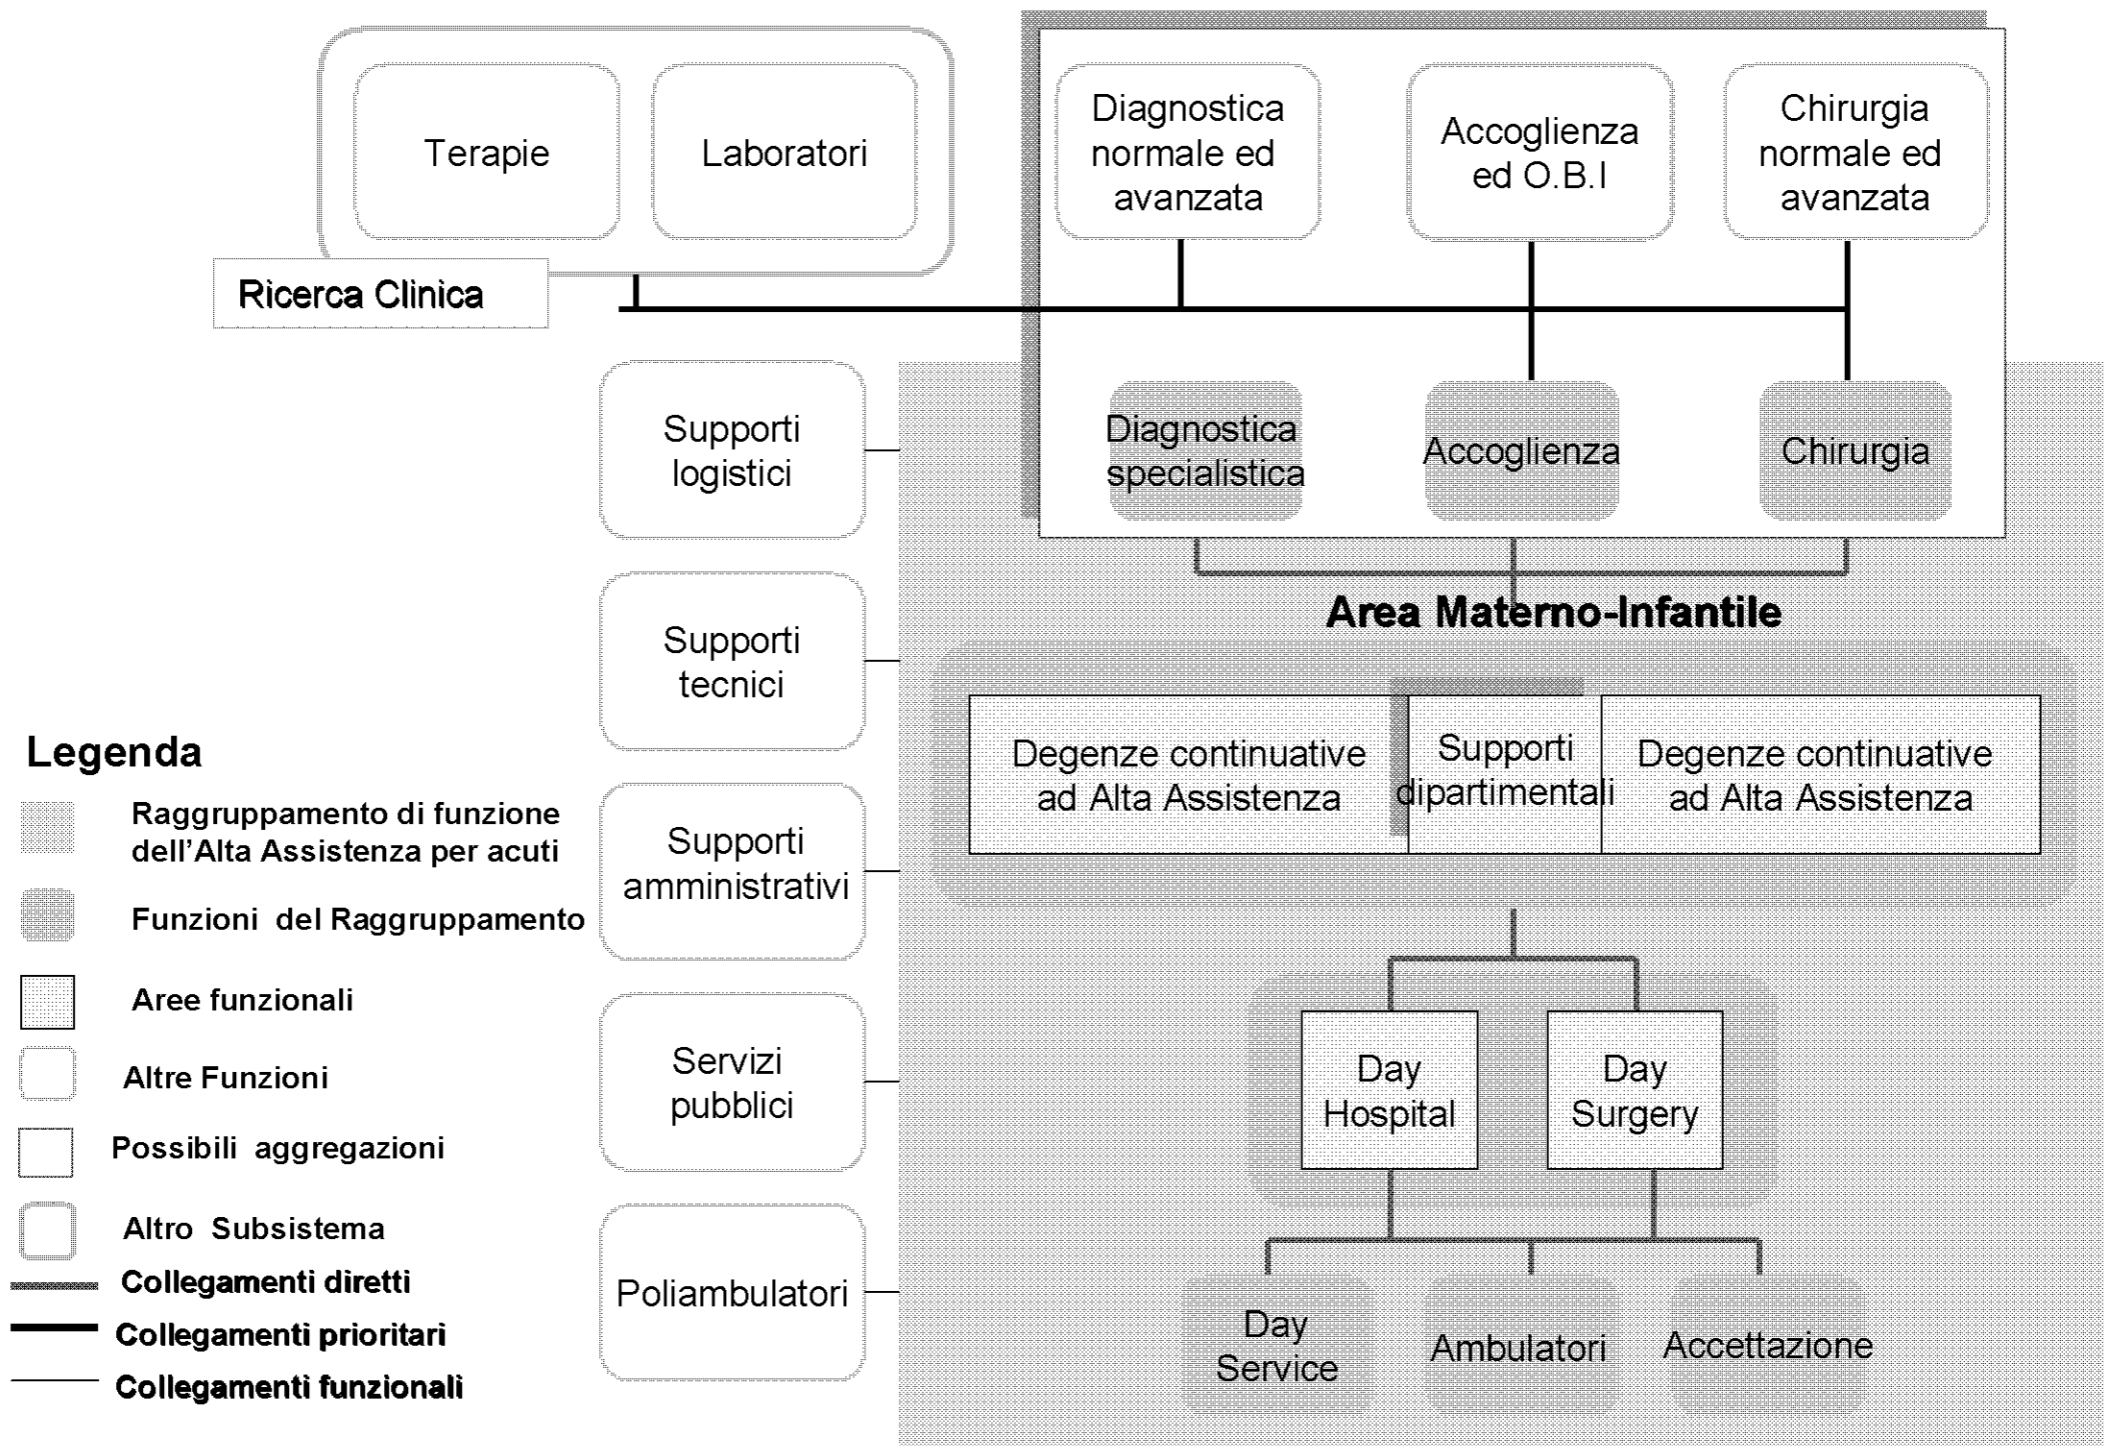 Terapie
Laboratori
Ricerca Clinica
Diagnostica
normale ed
avanzata
Accoglienza
ed O.B.I
Chirurgia
normale ed
avanzata
Diagnostica
specialistica
Accoglienza
Chirurgia
Supporti
logistici
Supporti
tecnici
Supporti
amministrativi
Servizi
pubblici
Poliambulatori
Area Materno-Infantile
Degenze continuative
ad Alta Assistenza
Supporti
dipartimentali
Degenze continuative
ad Alta Assistenza
Day
Hospital
Day
Surgery
Day
Service
Ambulatori
Accettazione
Legenda
Raggruppamento di funzione
dell'Alta Assistenza per acuti
Funzioni del Raggruppamento
Aree funzionali
Altre Funzioni
Possibili aggregazioni
Altro Subsistema
Collegamenti diretti
Collegamenti prioritari
Collegamenti funzionali